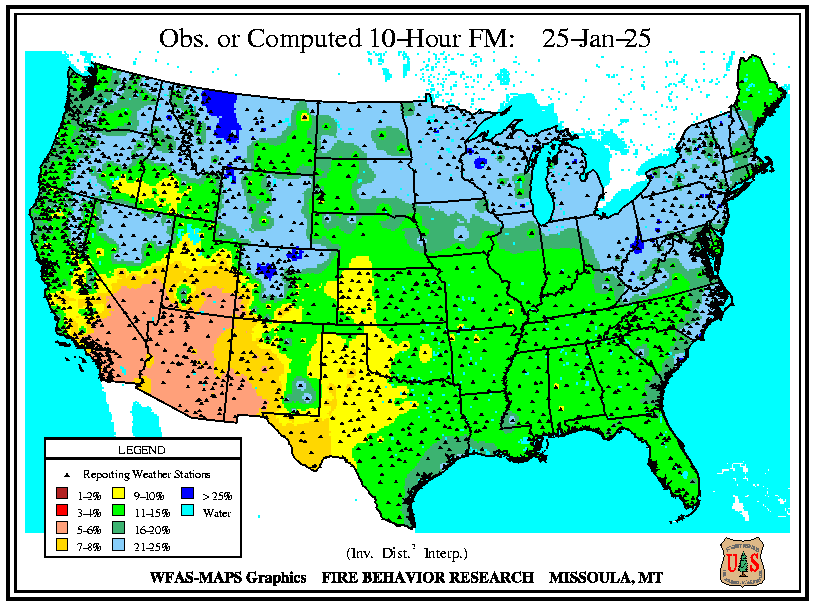 Obs. or Computed 10-Hour FM: 25-Jan-25
LEGEND
Reporting Weather Stations
1-2% 9-10% > 25%
3-4% 11-15% Water
5-6% 16-20%
7-8% 21-25%
(Inv. Dist.² Interp.)
WFAS-MAPS Graphics FIRE BEHAVIOR RESEARCH MISSOULA, MT
U S